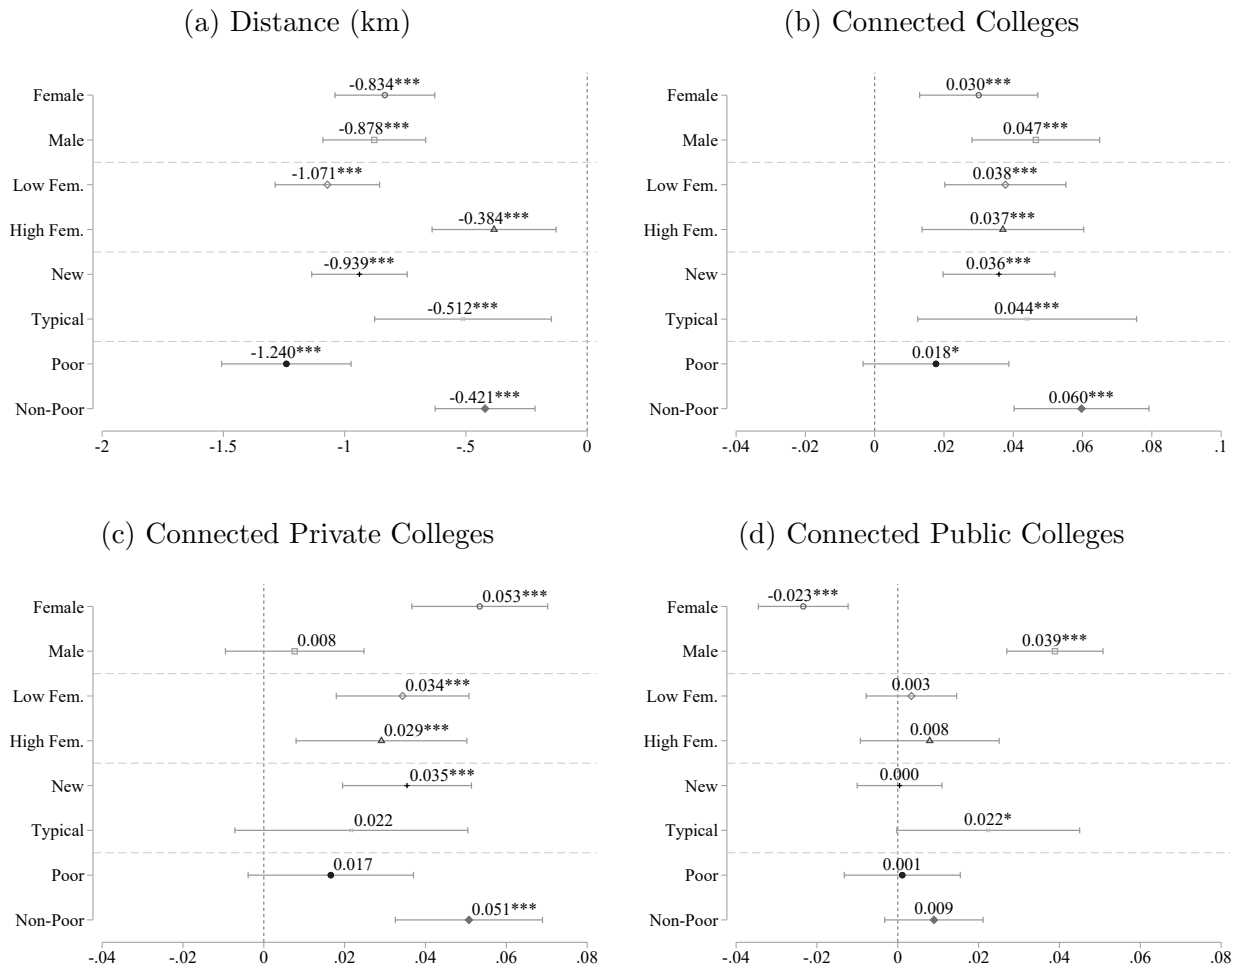 (a) Distance (km)
Female -0.834***
Male -0.878***
Low Fem. -1.071***
High Fem. -0.384***
New -0.939***
Typical -0.512***
Poor -1.240***
Non-Poor -0.421***
-2 -1.5 -1 -.5 0
(b) Connected Colleges
Female 0.030***
Male 0.047***
Low Fem. 0.038***
High Fem. 0.037***
New 0.036***
Typical 0.044***
Poor 0.018*
Non-Poor 0.060***
-.04 -.02 0 .02 .04 .06 .08 .1
(c) Connected Private Colleges
Female 0.053***
Male 0.008
Low Fem. 0.034***
High Fem. 0.029***
New 0.035***
Typical 0.022
Poor 0.017
Non-Poor 0.051***
-.04 -.02 0 .02 .04 .06 .08
(d) Connected Public Colleges
Female -0.023***
Male 0.039***
Low Fem. 0.003
High Fem. 0.008
New 0.000
Typical 0.022*
Poor 0.001
Non-Poor 0.009
-.04 -.02 0 .02 .04 .06 .08